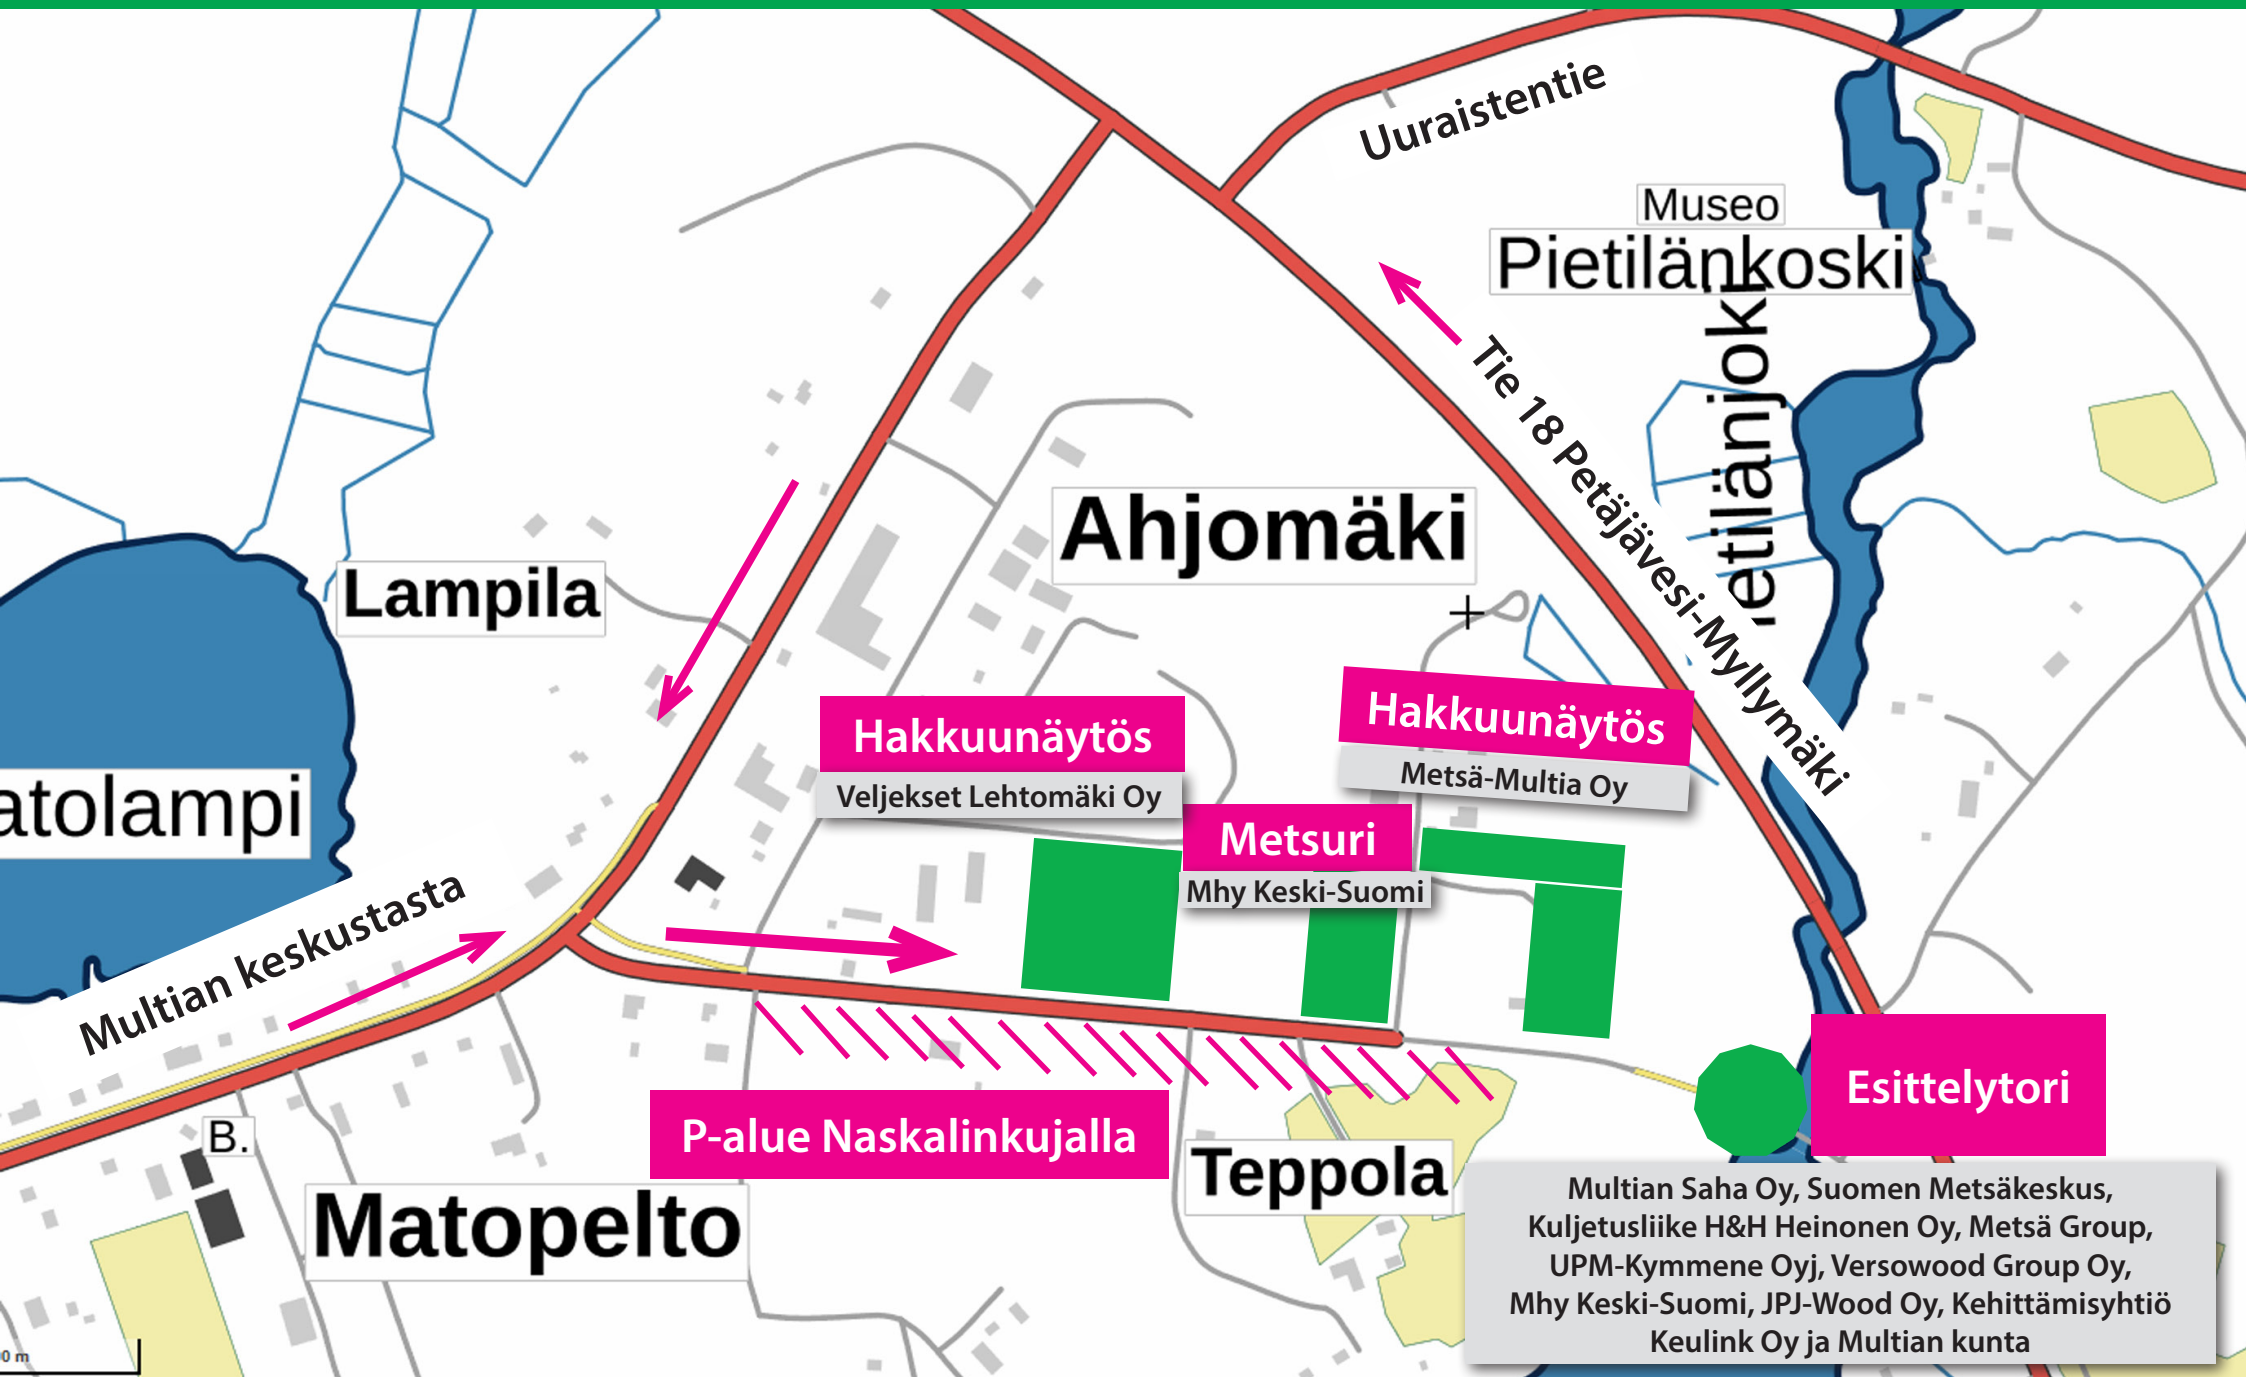 Uuraistentie
Museo
Pietilänkoski
etilänjoki
Tie 18 Petäjävesi-Myllymäki
Ahjomäki
Lampila
Hakkuunäytös
Metsä-Multia Oy
Hakkuunäytös
Veljekset Lehtomäki Oy
Metsuri
Mhy Keski-Suomi
atolampi
Multian keskustasta
Esittelytori
P-alue Naskalinkujalla
B.
Teppola
Matopelto
Multian Saha Oy, Suomen Metsäkeskus,
Kuljetusliike H&H Heinonen Oy, Metsä Group,
UPM-Kymmene Oyj, Versowood Group Oy,
Mhy Keski-Suomi, JPJ-Wood Oy, Kehittämisyhtiö
Keulink Oy ja Multian kunta
0 m